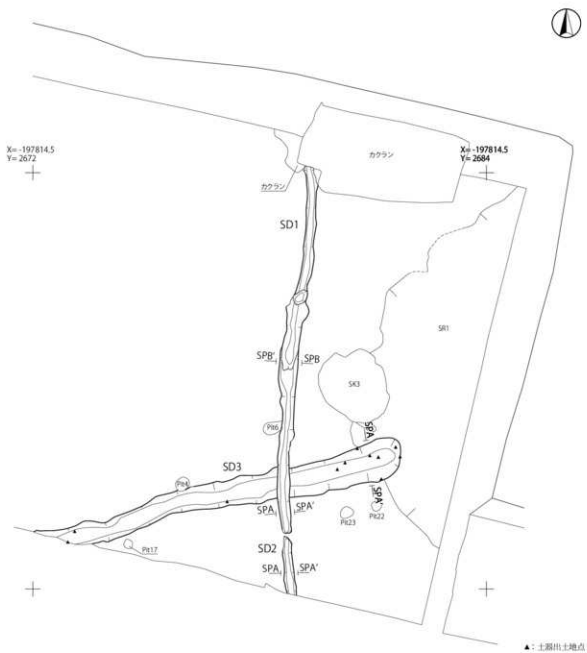 X= -197814.5
Y= 2672
カクラン
X= -197814.5
Y= 2684
カクラン
SD1
SR1
SPB'
SPB
SK3
Pit6
SPA
SD3
Pit4
SPA
SPA'
SPA'
Pit23
Pit22
SD2
Pit17
SPA
SPA'
▲：土器出土地点